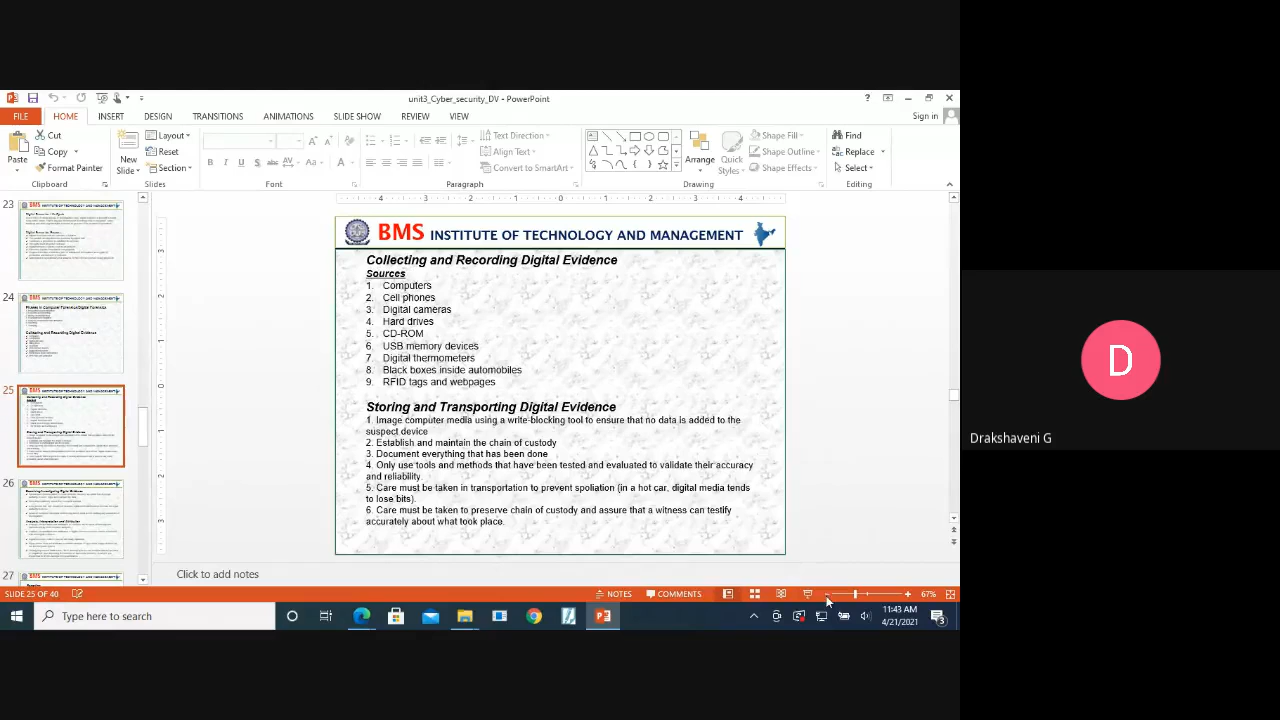 unit3_Cyber_security_DV - PowerPoint
FILE HOME INSERT DESIGN TRANSITIONS ANIMATIONS SLIDE SHOW REVIEW VIEW Sign in
Paste
Cut
Copy
Format Painter
Clipboard
New Slide
Layout
Reset
Section
Slides
Font
Text Direction
Align Text
Convert to SmartArt
Paragraph
Arrange
Quick Styles
Shape Fill
Shape Outline
Shape Effects
Drawing
Find
Replace
Select
Editing
23
24
25
26
27
BMS INSTITUTE OF TECHNOLOGY AND MANAGEMENT
Collecting and Recording Digital Evidence
Sources
1. Computers
2. Cell phones
3. Digital cameras
4. Hard drives
5. CD-ROM
6. USB memory devices
7. Digital thermometers
8. Black boxes inside automobiles
9. RFID tags and webpages
Storing and Transporting Digital Evidence
1. Image computer media using a write-blocking tool to ensure that no data is added to the
suspect device
2. Establish and maintain the chain of custody
3. Document everything that has been done
4. Only use tools and methods that have been tested and evaluated to validate their accuracy
and reliability
5. Care must be taken in transportation to prevent spoliation (in a hot car, digital media tends
to lose bits).
6. Care must be taken to preserve chain of custody and assure that a witness can testify
accurately about what took place
Click to add notes
SLIDE 25 OF 40 NOTES COMMENTS 67%
Type here to search
11:43 AM
4/21/2021
3
D
Drakshaveni G